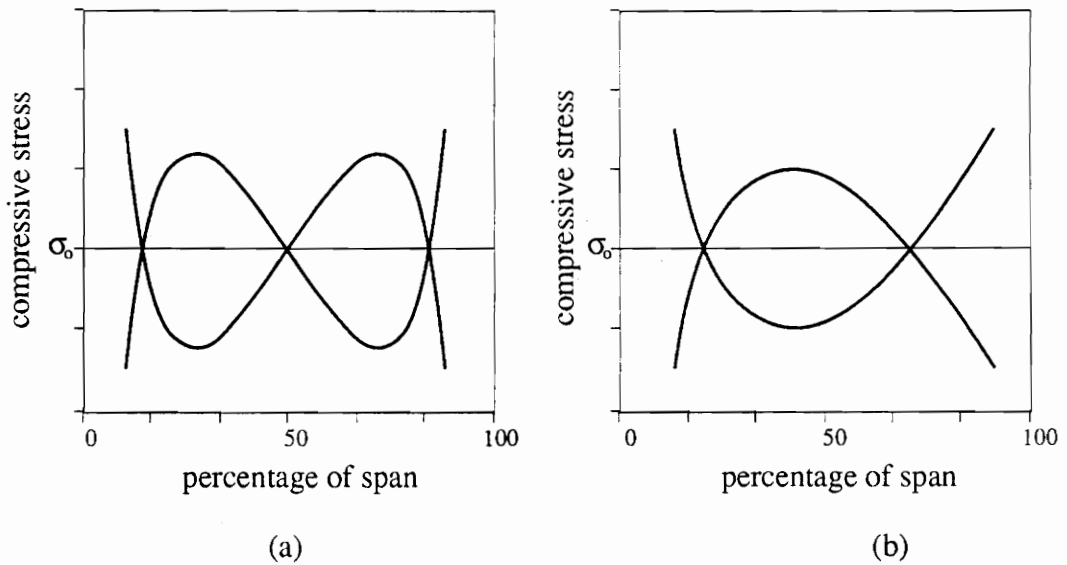 compressive stress
σo
0 50 100
percentage of span
(a)
compressive stress
σo
0 50 100
percentage of span
(b)